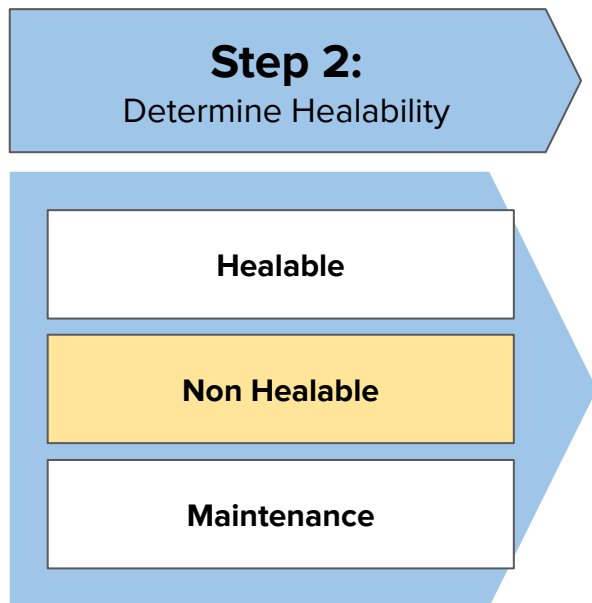 Step 2:
Determine Healability
Healable
Non Healable
Maintenance